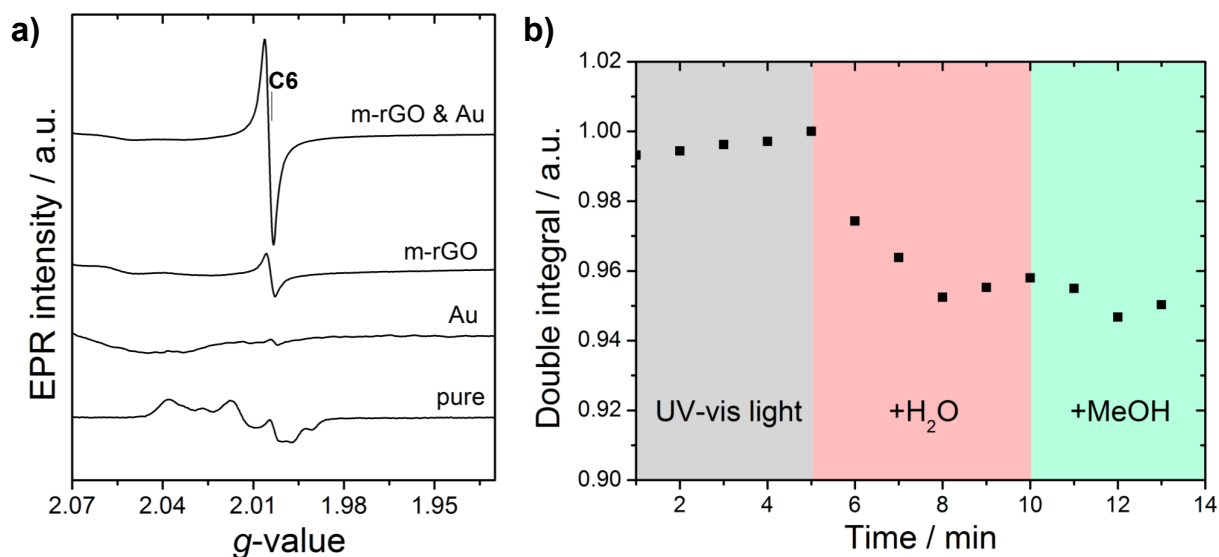 a)
C6
m-rGO & Au
m-rGO
Au
pure
EPR intensity / a.u.
2.07 2.04 2.01 1.98 1.95
g-value
b)
1.02
1.00
0.98
0.96
0.94
0.92
0.90
Double integral / a.u.
UV-vis light +H₂O +MeOH
2 4 6 8 10 12 14
Time / min